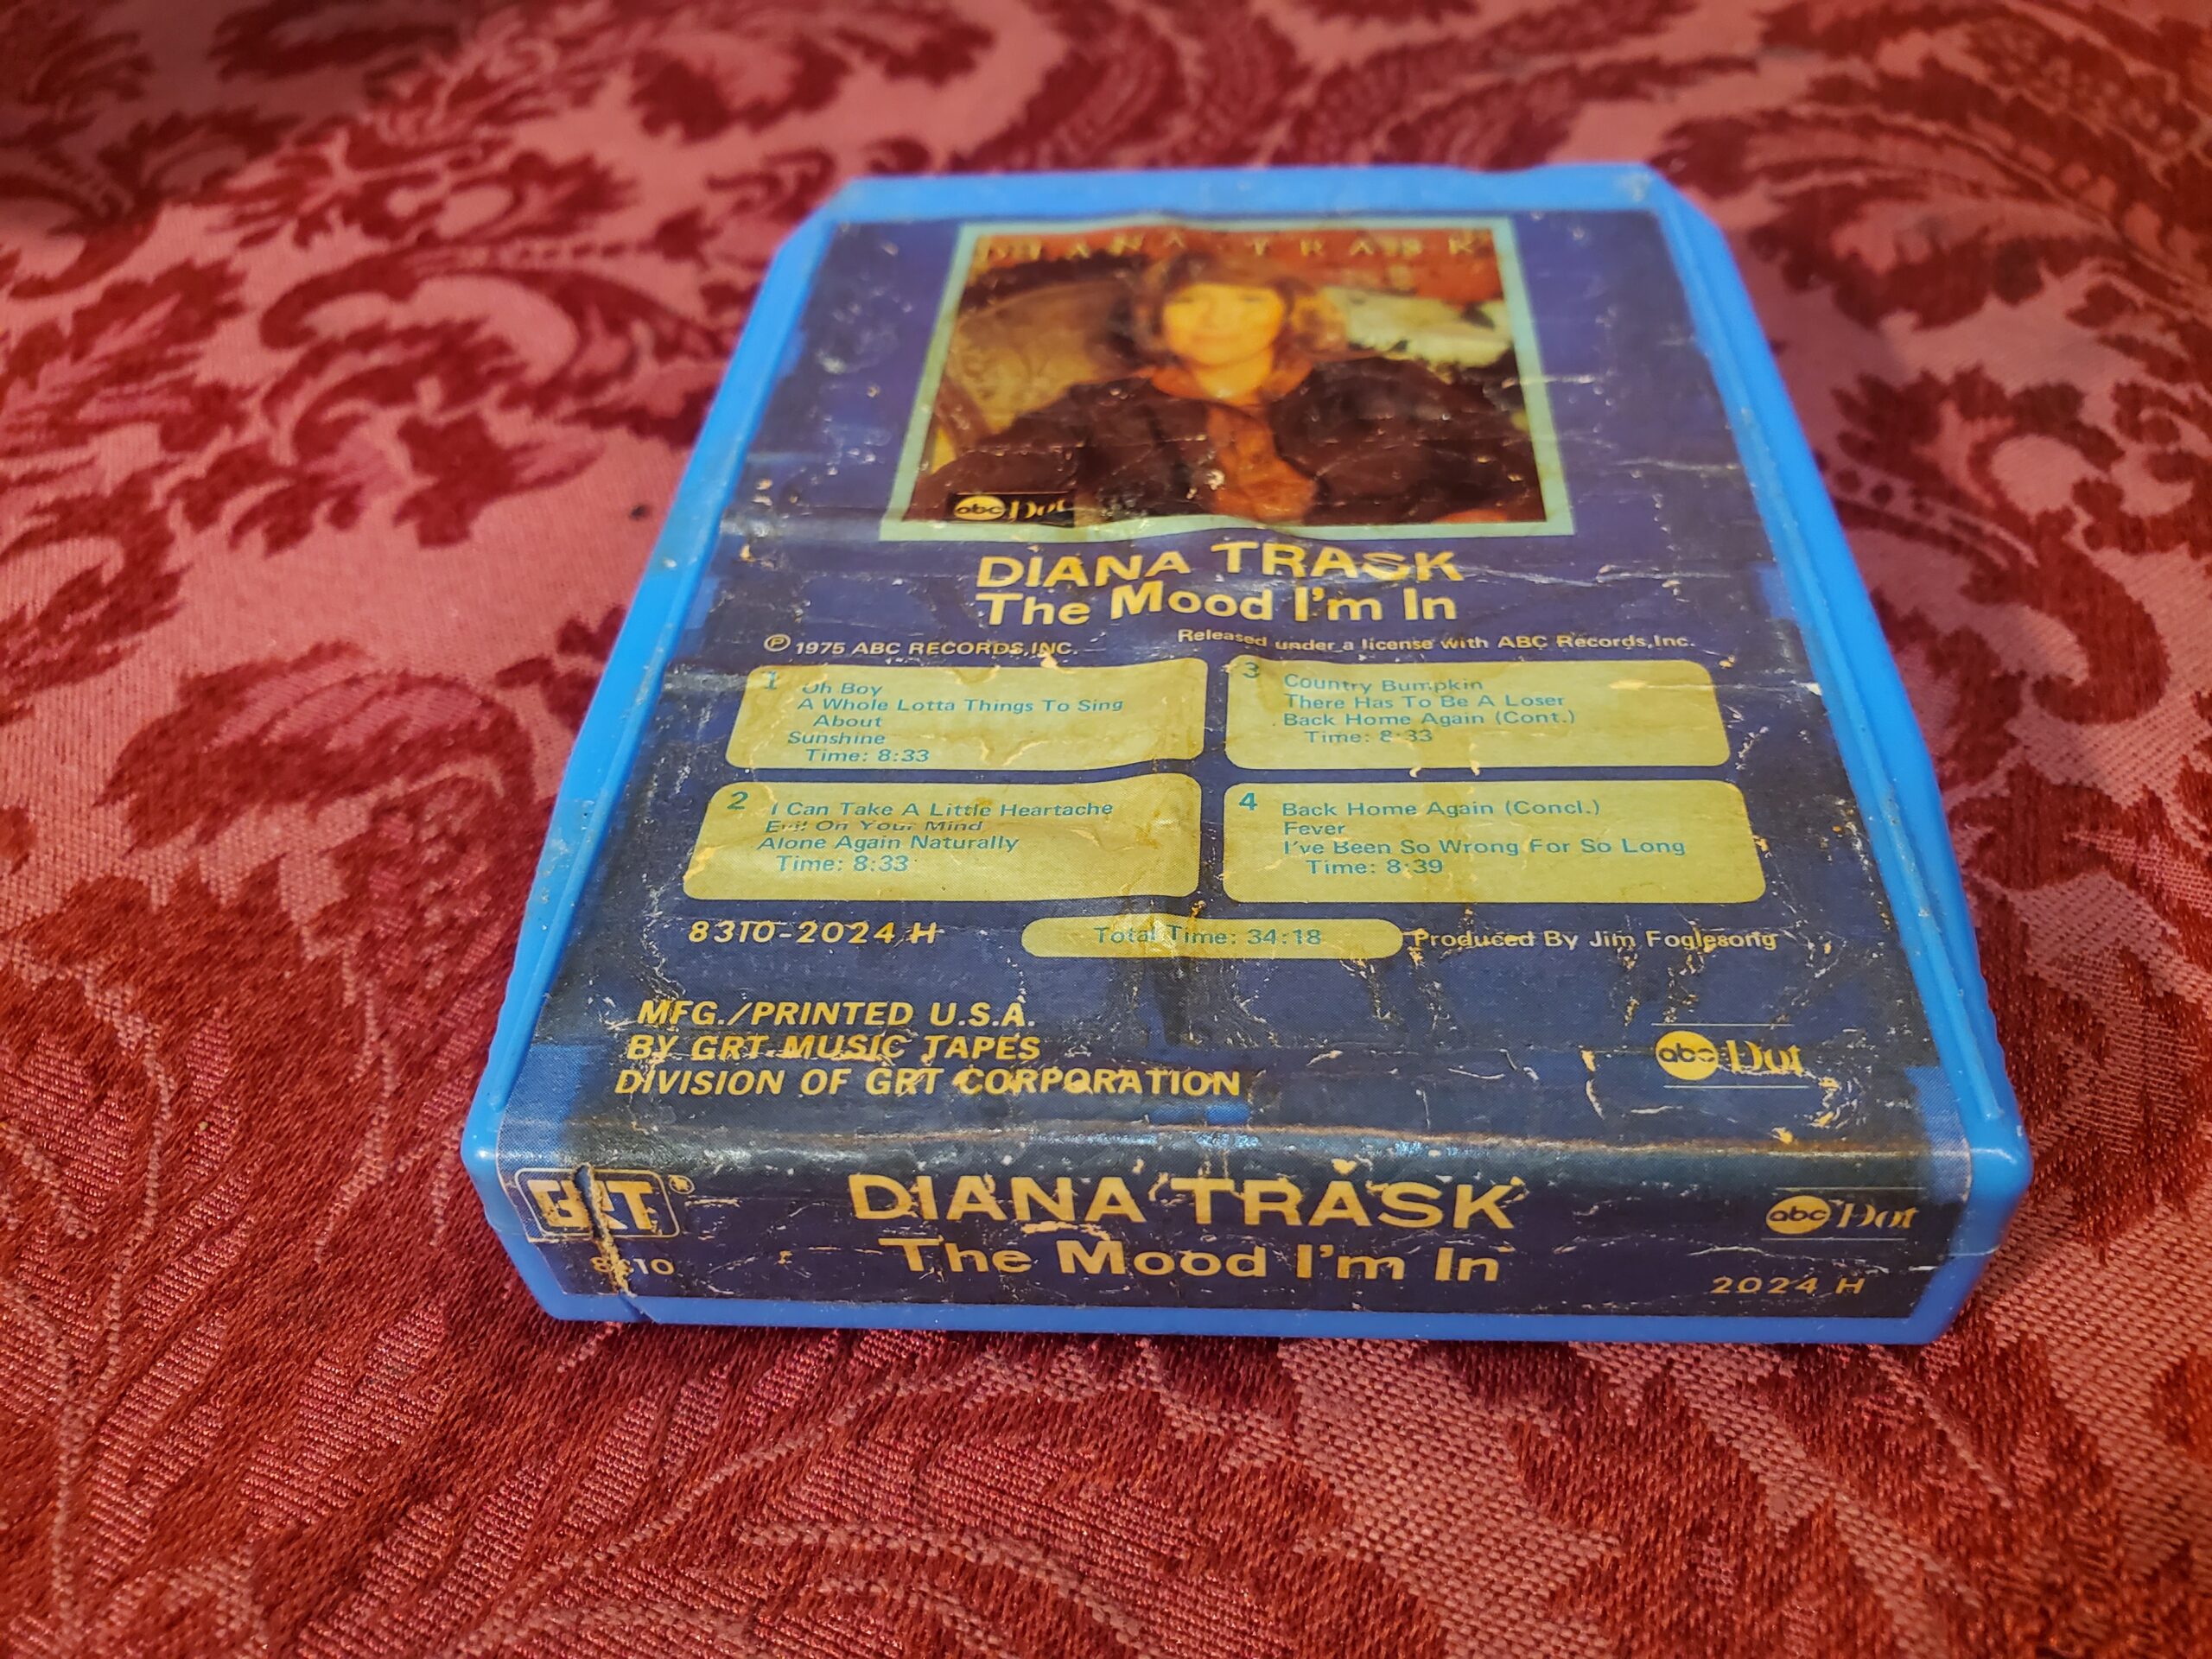 DIANA TRASK
abc Dot
DIANA TRASK
The Mood I'm In
Ⓟ 1975 ABC RECORDS, INC.
Released under a license with ABC Records, Inc.
1 Oh Boy
A Whole Lotta Things To Sing
About
Sunshine
Time: 8:33
2 I Can Take A Little Heartache
Evil On Your Mind
Alone Again Naturally
Time: 8:33
3 Country Bumpkin
There Has To Be A Loser
Back Home Again (Cont.)
Time: 8:33
4 Back Home Again (Concl.)
Fever
I've Been So Wrong For So Long
Time: 8:39
8310-2024 H
Total Time: 34:18
Produced By Jim Foglesong
MFG./PRINTED U.S.A.
BY GRT MUSIC TAPES
DIVISION OF GRT CORPORATION
abc Dot
GRT®
8310
DIANA TRASK
The Mood I'm In
abc Dot
2024 H